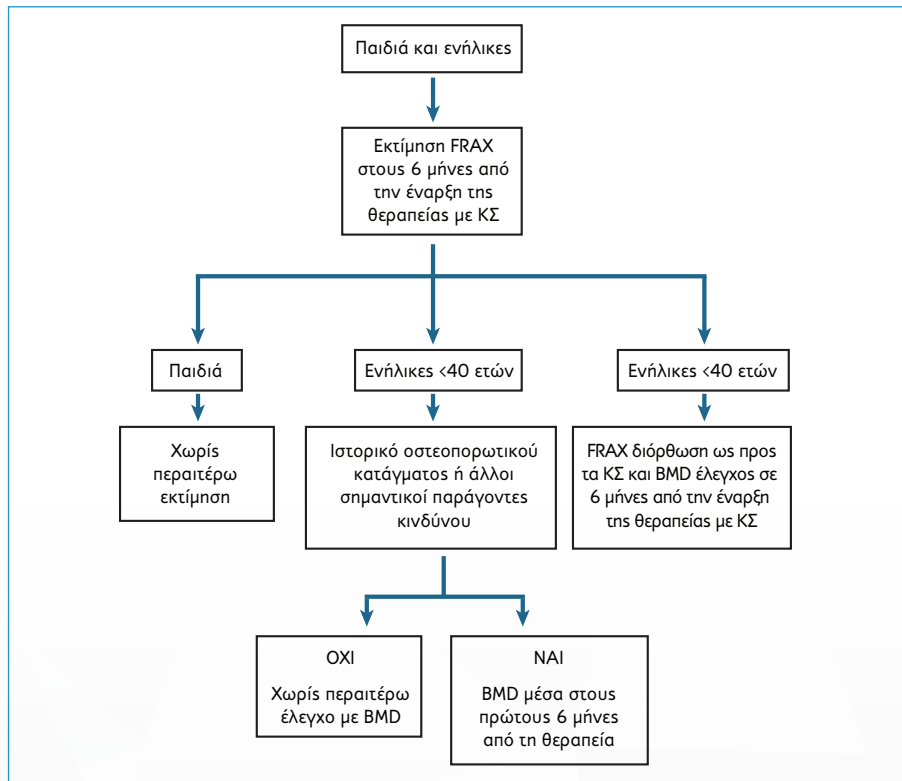 Παιδιά και ενήλικες
Εκτίμηση FRAX
στους 6 μήνες από
την έναρξη της
θεραπείας με ΚΣ
Παιδιά
Ενήλικες <40 ετών
Ενήλικες <40 ετών
Χωρίς
περαιτέρω
εκτίμηση
Ιστορικό οστεοπορωτικού
κατάγματος ή άλλοι
σημαντικοί παράγοντες
κινδύνου
FRAX διόρθωση ως προς
τα ΚΣ και BMD έλεγχος σε
6 μήνες από την έναρξη
της θεραπείας με ΚΣ
ΟΧΙ
Χωρίς περαιτέρω
έλεγχο με BMD
ΝΑΙ
BMD μέσα στους
πρώτους 6 μήνες
από τη θεραπεία